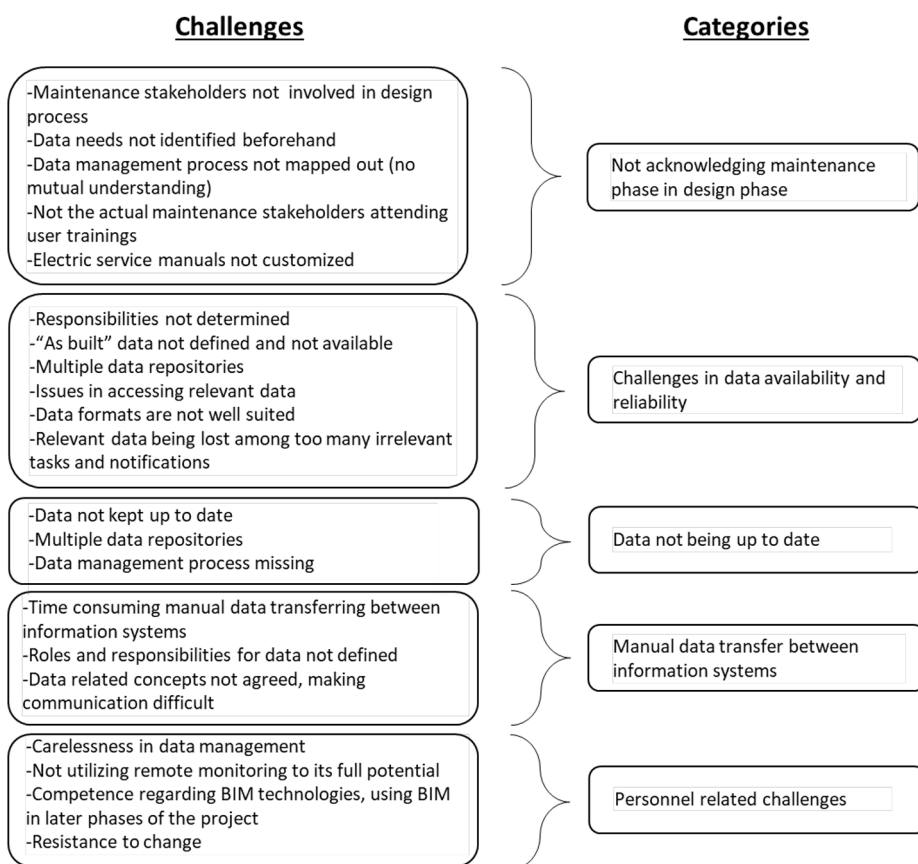 Challenges
Categories
-Maintenance stakeholders not involved in design
process
-Data needs not identified beforehand
-Data management process not mapped out (no
mutual understanding)
-Not the actual maintenance stakeholders attending
user trainings
-Electric service manuals not customized
Not acknowledging maintenance
phase in design phase
-Responsibilities not determined
-“As built” data not defined and not available
-Multiple data repositories
-Issues in accessing relevant data
-Data formats are not well suited
-Relevant data being lost among too many irrelevant
tasks and notifications
Challenges in data availability and
reliability
-Data not kept up to date
-Multiple data repositories
-Data management process missing
Data not being up to date
-Time consuming manual data transferring between
information systems
-Roles and responsibilities for data not defined
-Data related concepts not agreed, making
communication difficult
Manual data transfer between
information systems
-Carelessness in data management
-Not utilizing remote monitoring to its full potential
-Competence regarding BIM technologies, using BIM
in later phases of the project
-Resistance to change
Personnel related challenges